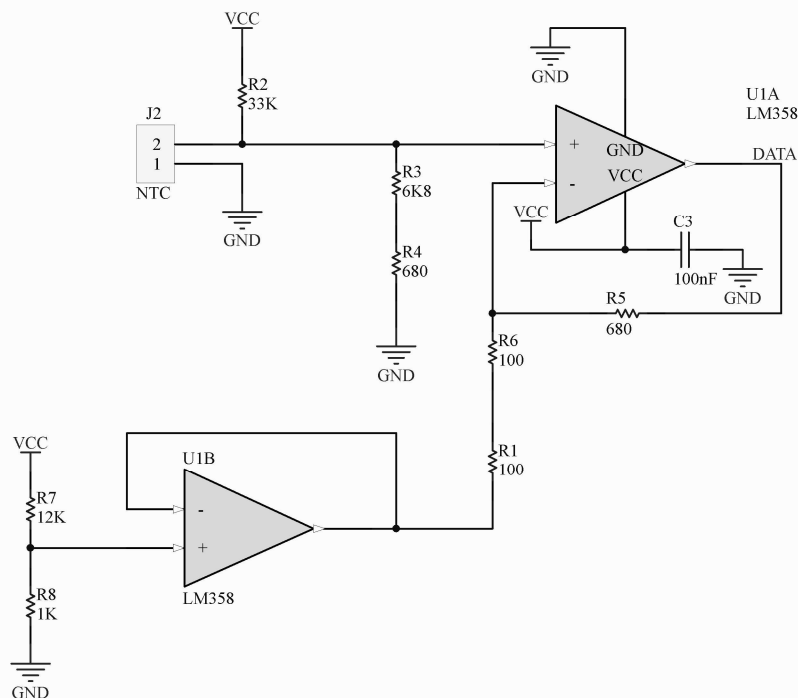 VCC
R2
33K
J2
2
1
NTC
GND
R3
6K8
R4
680
GND
GND
U1A
LM358
+
GND
VCC
-
DATA
VCC
C3
100nF
GND
R5
680
R6
100
R1
100
VCC
R7
12K
R8
1K
GND
U1B
-
+
LM358